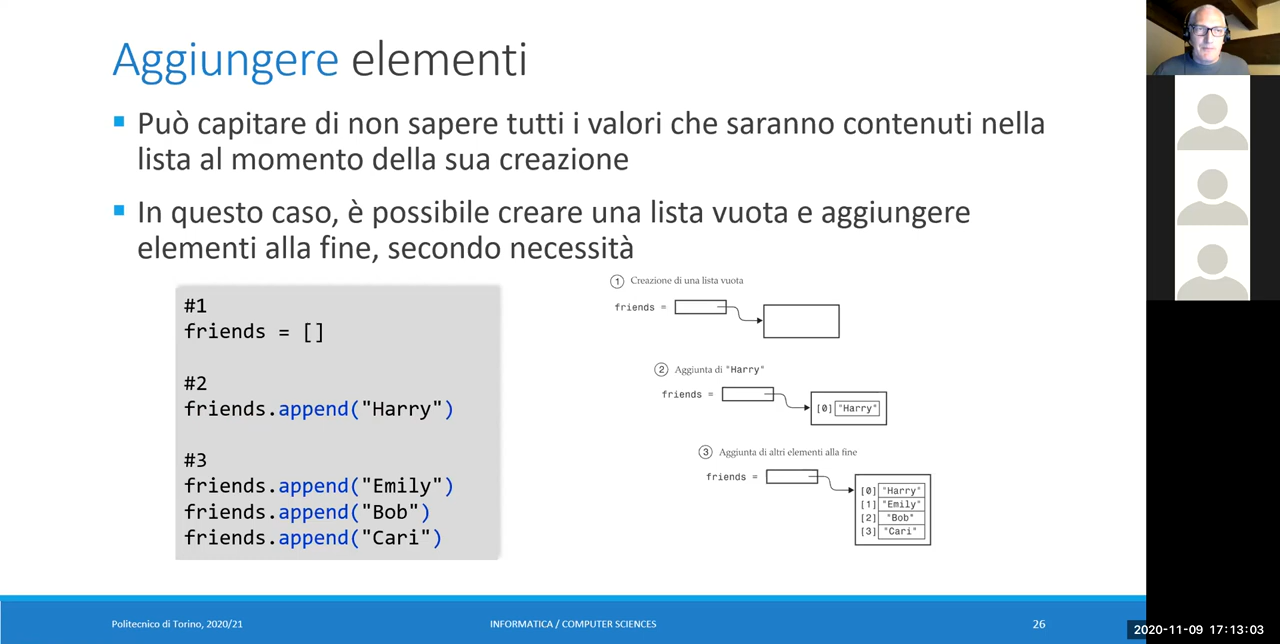 Aggiungere elementi
Può capitare di non sapere tutti i valori che saranno contenuti nella
lista al momento della sua creazione
In questo caso, è possibile creare una lista vuota e aggiungere
elementi alla fine, secondo necessità
#1
friends = []
#2
friends.append("Harry")
#3
friends.append("Emily")
friends.append("Bob")
friends.append("Cari")
1 Creazione di una lista vuota
friends =
2 Aggiunta di "Harry"
friends =
[0] "Harry"
3 Aggiunta di altri elementi alla fine
friends =
[0] "Harry"
[1] "Emily"
[2] "Bob"
[3] "Cari"
Politecnico di Torino, 2020/21
INFORMATICA / COMPUTER SCIENCES
26
2020-11-09 17:13:03